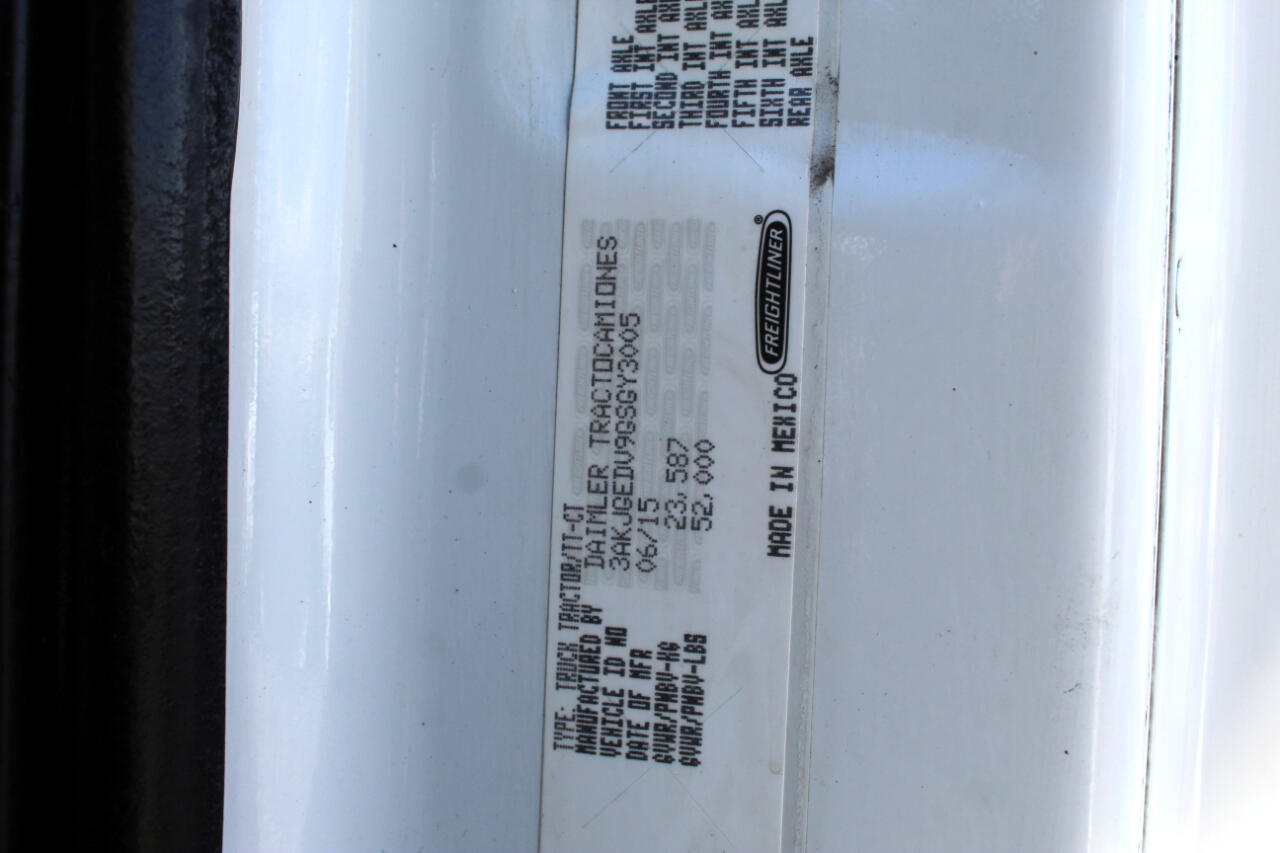 TYPE: TRUCK TRACTOR/TT-CT
MANUFACTURED BY DAIMLER TRACTOCAMIONES
VEHICLE ID NO 3AKJGEDV9GSGY3005
DATE OF MFR 06/15
GVWR/PNBV-KG 23,587
GVWR/PNBV-LBS 52,000
MADE IN MEXICO FREIGHTLINER®
FRONT AXLE
FIRST INT AXLE
SECOND INT AXLE
THIRD INT AXLE
FOURTH INT AXLE
FIFTH INT AXLE
SIXTH INT AXLE
REAR AXLE